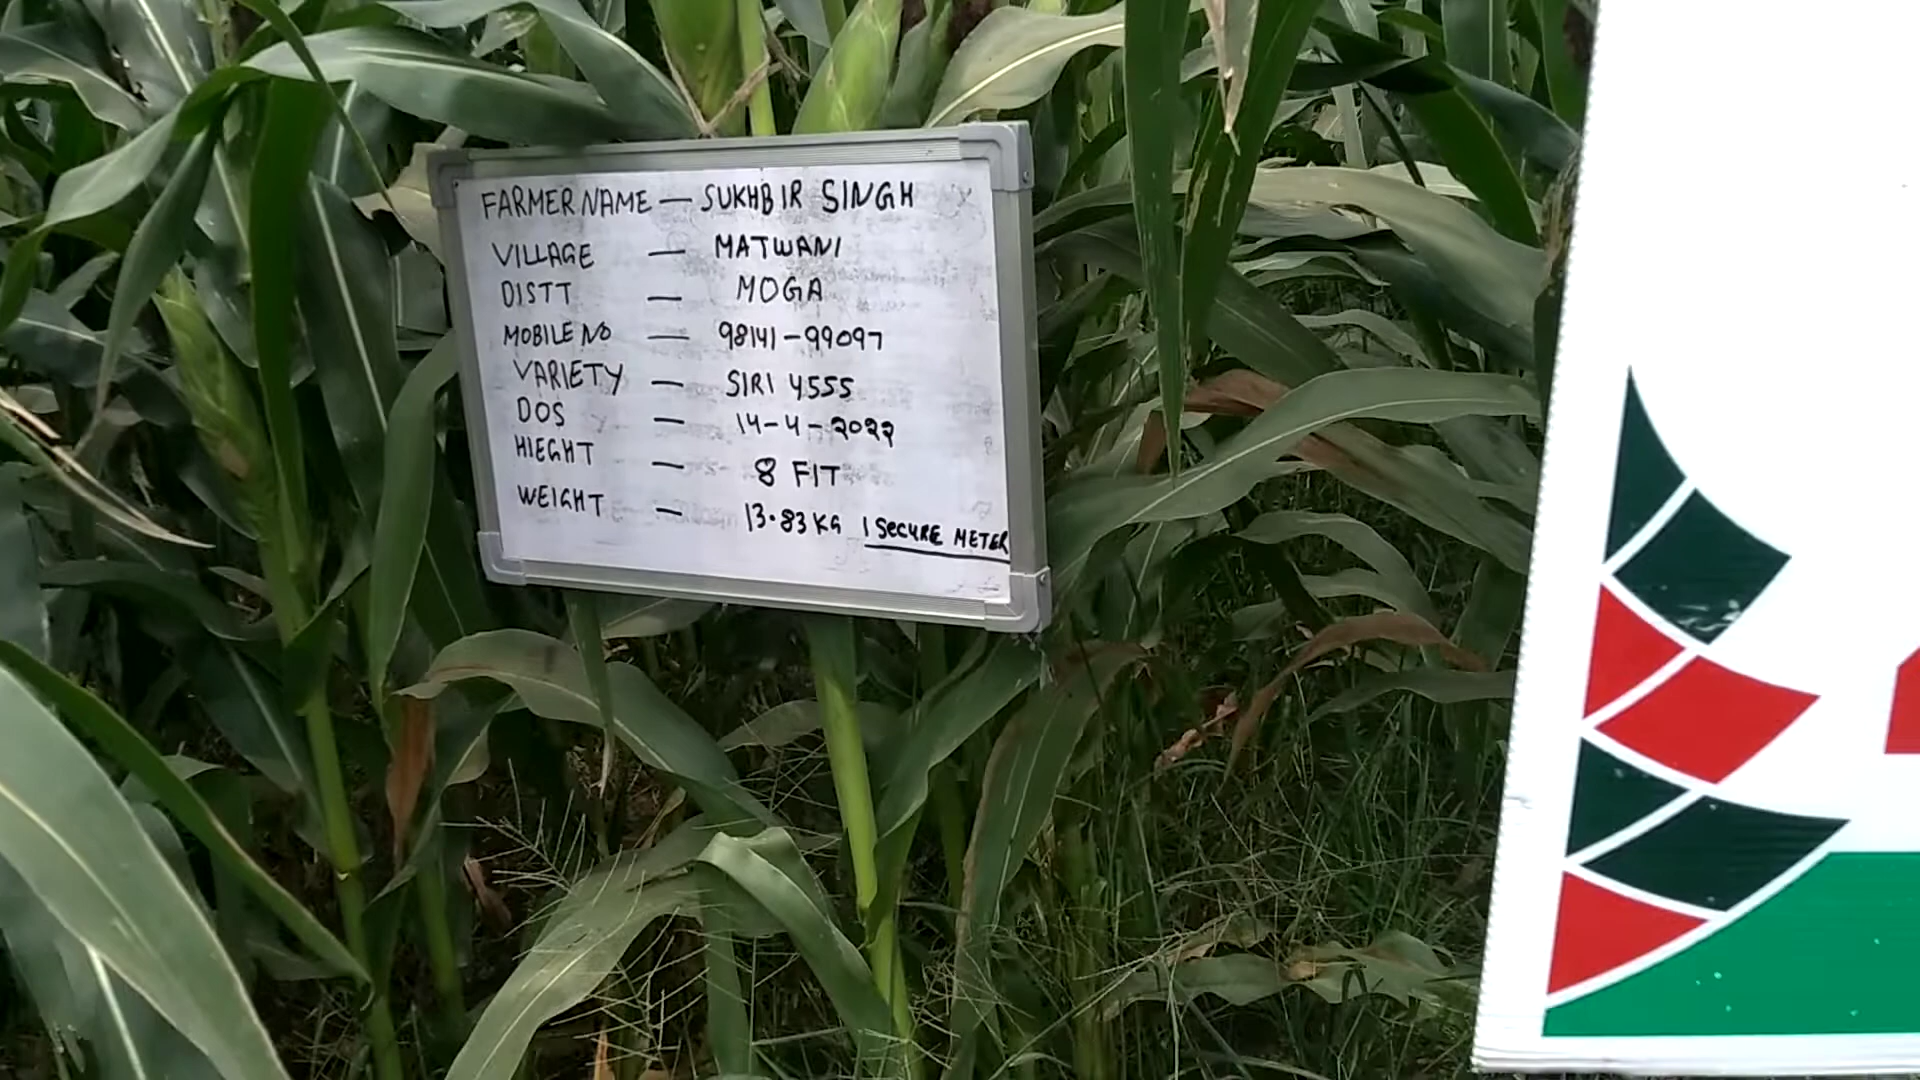 FARMER NAME — SUKHBIR SINGH
VILLAGE — MATWANI
DISTT — MOGA
MOBILE NO — 98141-99097
VARIETY — SIRI 4555
DOS — 14-4-2022
HIEGHT — 8 FIT
WEIGHT — 13.83 KG 1 SECURE METER